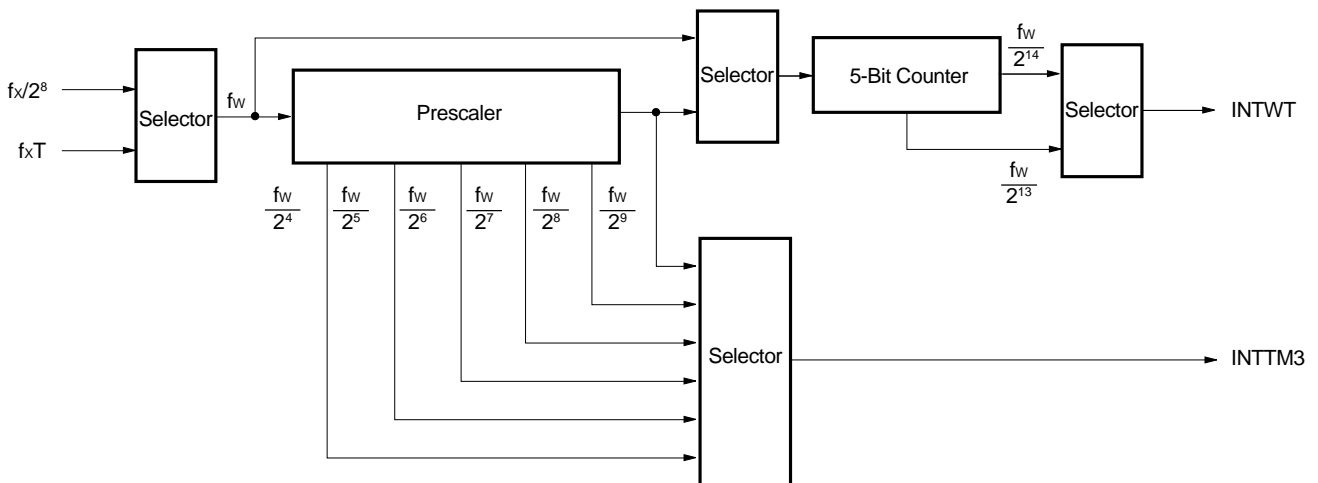 fX/2⁸
fXT
Selector
fW
Prescaler
Selector
5-Bit Counter
fW
2¹⁴
fW
2¹³
Selector
INTWT
fW
2⁴
fW
2⁵
fW
2⁶
fW
2⁷
fW
2⁸
fW
2⁹
Selector
INTTM3